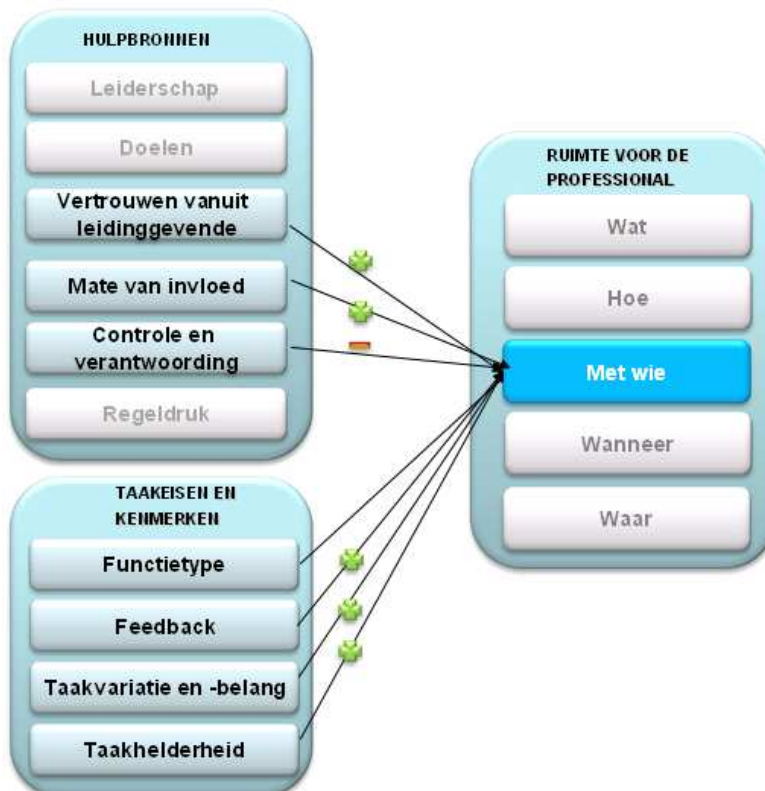 HULPBRONNEN
Leiderschap
Doelen
Vertrouwen vanuit
leidinggevende
Mate van invloed
Controle en
verantwoording
Regeldruk
TAAKEISEN EN
KENMERKEN
Functietype
Feedback
Taakvariatie en -belang
Taakhelderheid
RUIMTE VOOR DE
PROFESSIONAL
Wat
Hoe
Met wie
Wanneer
Waar